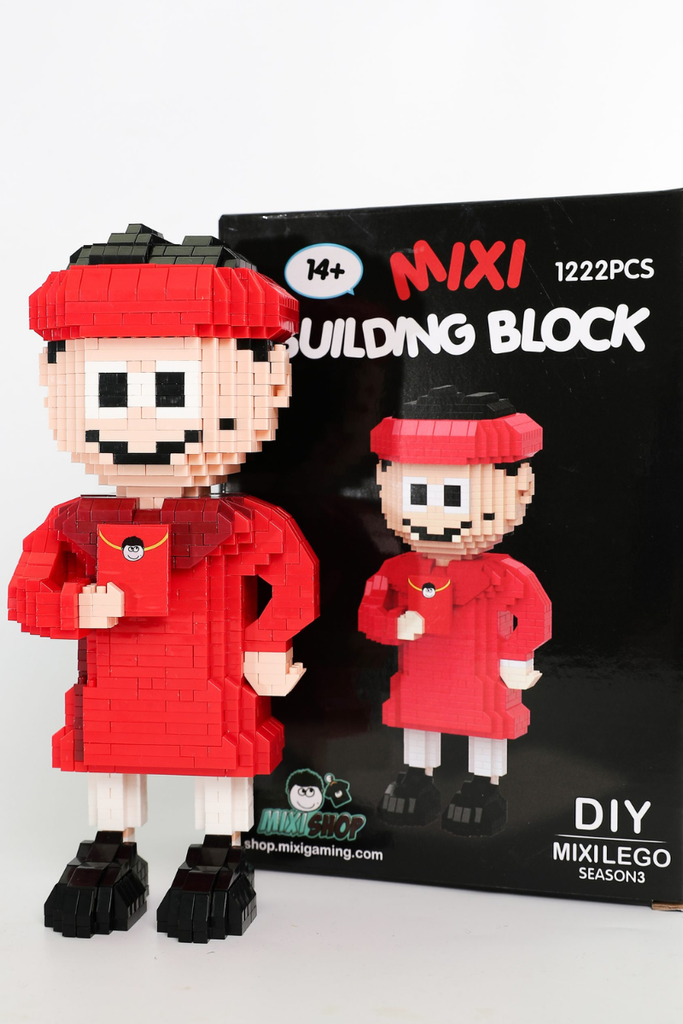 14+
MIXI
1222PCS
BUILDING BLOCK
MIXISHOP
shop.mixigaming.com
DIY
MIXILEGO
SEASON3